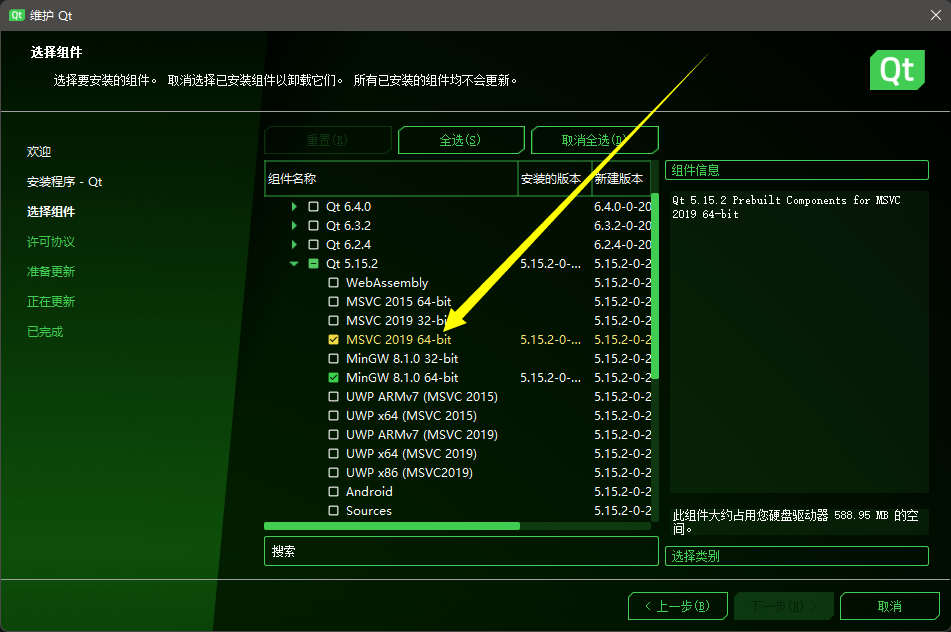 Qt 维护 Qt
选择组件
选择要安装的组件。 取消选择已安装组件以卸载它们。 所有已安装的组件均不会更新。
Qt
欢迎
安装程序 - Qt
选择组件
许可协议
准备更新
正在更新
已完成
重置(R) 全选(S) 取消全选(D)
组件名称 安装的版本 新建版本
Qt 6.4.0 6.4.0-0-20
Qt 6.3.2 6.3.2-0-20
Qt 6.2.4 6.2.4-0-20
Qt 5.15.2 5.15.2-0-... 5.15.2-0-2
WebAssembly 5.15.2-0-2
MSVC 2015 64-bit 5.15.2-0-2
MSVC 2019 32-bi 5.15.2-0-2
MSVC 2019 64-bit 5.15.2-0-... 5.15.2-0-2
MinGW 8.1.0 32-bit 5.15.2-0-2
MinGW 8.1.0 64-bit 5.15.2-0-... 5.15.2-0-2
UWP ARMv7 (MSVC 2015) 5.15.2-0-2
UWP x64 (MSVC 2015) 5.15.2-0-2
UWP ARMv7 (MSVC 2019) 5.15.2-0-2
UWP x64 (MSVC 2019) 5.15.2-0-2
UWP x86 (MSVC2019) 5.15.2-0-2
Android 5.15.2-0-2
Sources 5.15.2-0-2
搜索
组件信息
Qt 5.15.2 Prebuilt Components for MSVC
2019 64-bit
此组件大约占用您硬盘驱动器 588.95 MB 的空
间。
选择类别
< 上一步(B) 下一步(N) > 取消